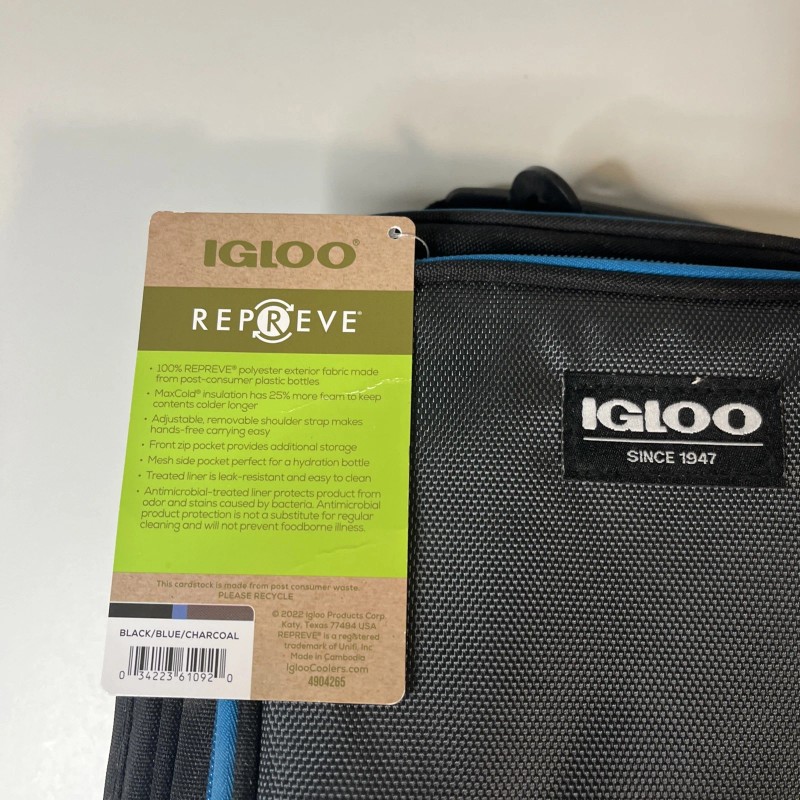 IGLOO®
REPREVE®
• 100% REPREVE® polyester exterior fabric made
from post-consumer plastic bottles
• MaxCold® insulation has 25% more foam to keep
contents colder longer
• Adjustable, removable shoulder strap makes
hands-free carrying easy
• Front zip pocket provides additional storage
• Mesh side pocket perfect for a hydration bottle
• Treated liner is leak-resistant and easy to clean
• Antimicrobial-treated liner protects product from
odor and stains caused by bacteria. Antimicrobial
product protection is not a substitute for regular
cleaning and will not prevent foodborne illness.
This cardstock is made from post consumer waste.
PLEASE RECYCLE
BLACK/BLUE/CHARCOAL
0 34223 61092 0
© 2022 Igloo Products Corp.
Katy, Texas 77494 USA
REPREVE® is a registered
trademark of Unifi, Inc.
Made in Cambodia
IglooCoolers.com
4904265
IGLOO
SINCE 1947